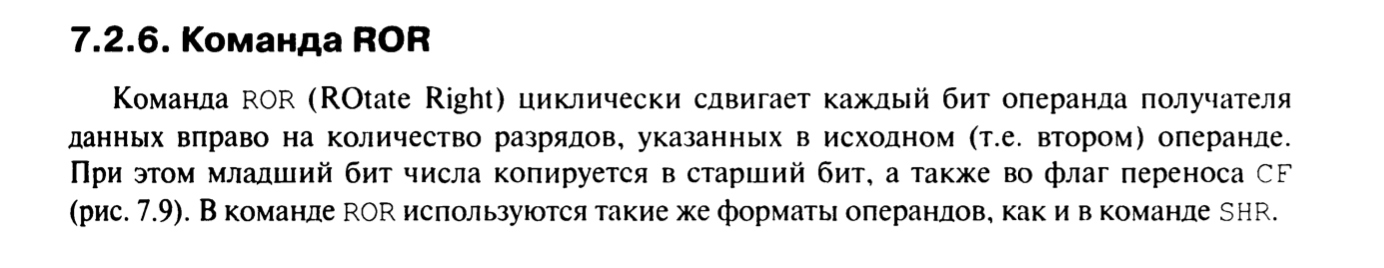 7.2.6. Команда ROR
Команда ROR (ROtate Right) циклически сдвигает каждый бит операнда получателя
данных вправо на количество разрядов, указанных в исходном (т.е. втором) операнде.
При этом младший бит числа копируется в старший бит, а также во флаг переноса CF
(рис. 7.9). В команде ROR используются такие же форматы операндов, как и в команде SHR.